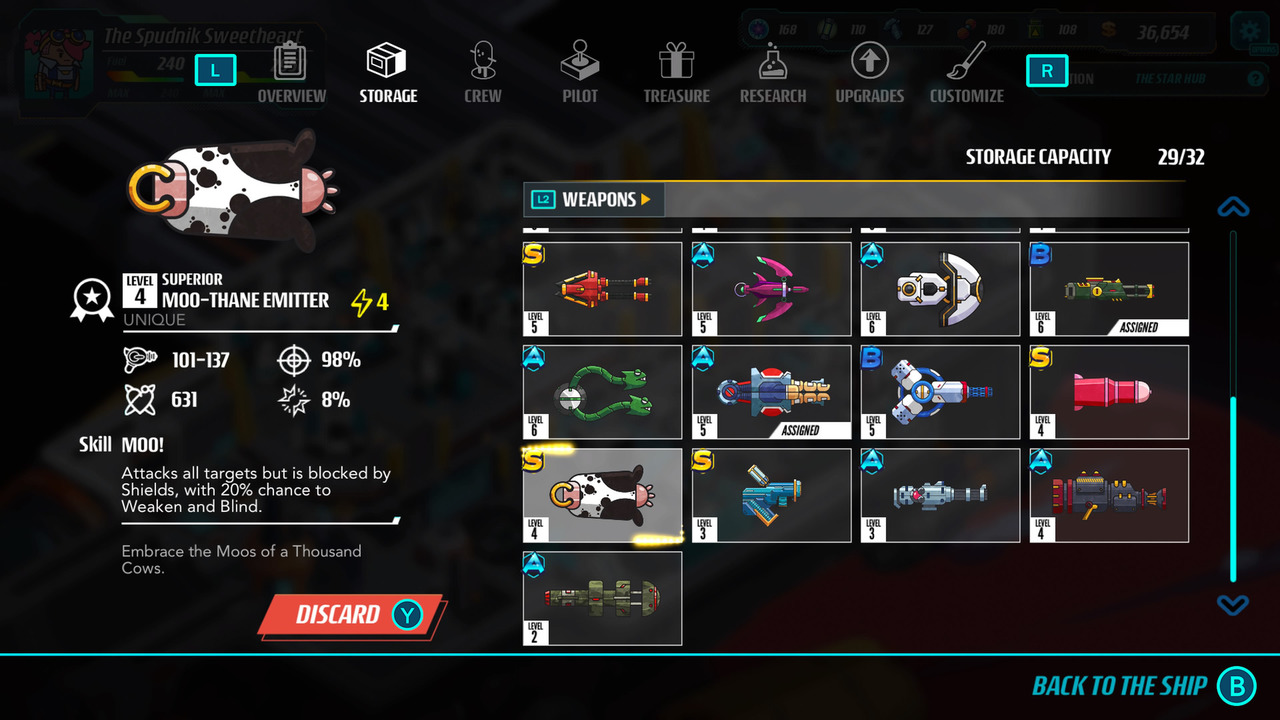 The Spudnik Sweetheart
168 110 127 180 108 36,654
Fuel 240
L
OVERVIEW
STORAGE
CREW
PILOT
TREASURE
RESEARCH
UPGRADES
CUSTOMIZE
R
THE STAR HUB ?
STORAGE CAPACITY 29/32
L2 WEAPONS
LEVEL 4
SUPERIOR
MOO-THANE EMITTER 4
UNIQUE
101-137 98%
631 8%
Skill MOO!
Attacks all targets but is blocked by
Shields, with 20% chance to
Weaken and Blind.
Embrace the Moos of a Thousand
Cows.
DISCARD Y
S LEVEL 5
A LEVEL 5
A LEVEL 6
B LEVEL 6 ASSIGNED
A LEVEL 6
A LEVEL 5 ASSIGNED
B LEVEL 5
S LEVEL 4
S LEVEL 4
S LEVEL 3
A LEVEL 3
A LEVEL 4
A LEVEL 2
BACK TO THE SHIP B